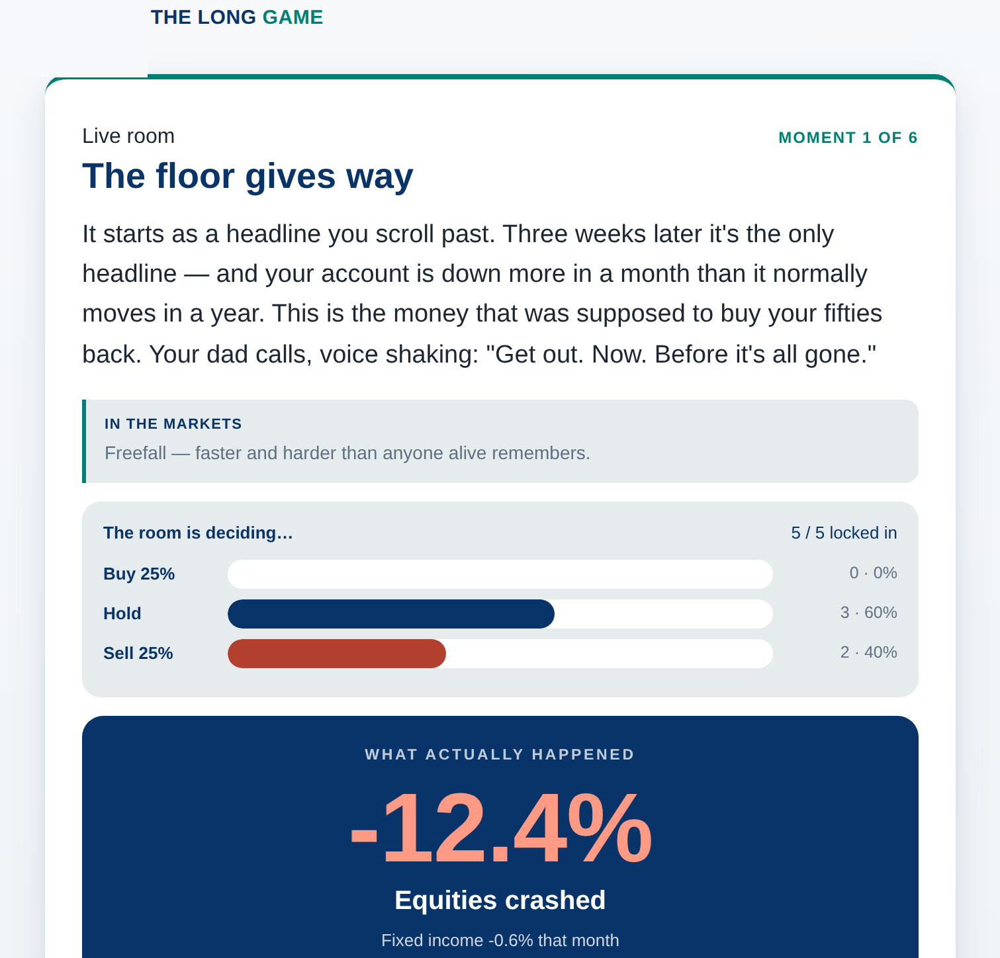 THE LONG GAME
Live room
MOMENT 1 OF 6
The floor gives way
It starts as a headline you scroll past. Three weeks later it's the only
headline — and your account is down more in a month than it normally
moves in a year. This is the money that was supposed to buy your fifties
back. Your dad calls, voice shaking: "Get out. Now. Before it's all gone."
IN THE MARKETS
Freefall — faster and harder than anyone alive remembers.
The room is deciding…
5 / 5 locked in
Buy 25%
0 · 0%
Hold
3 · 60%
Sell 25%
2 · 40%
WHAT ACTUALLY HAPPENED
-12.4%
Equities crashed
Fixed income -0.6% that month